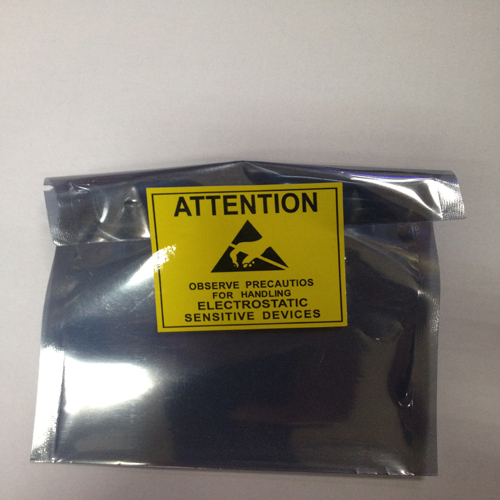 ATTENTION
OBSERVE PRECAUTIOS
FOR HANDLING
ELECTROSTATIC
SENSITIVE DEVICES